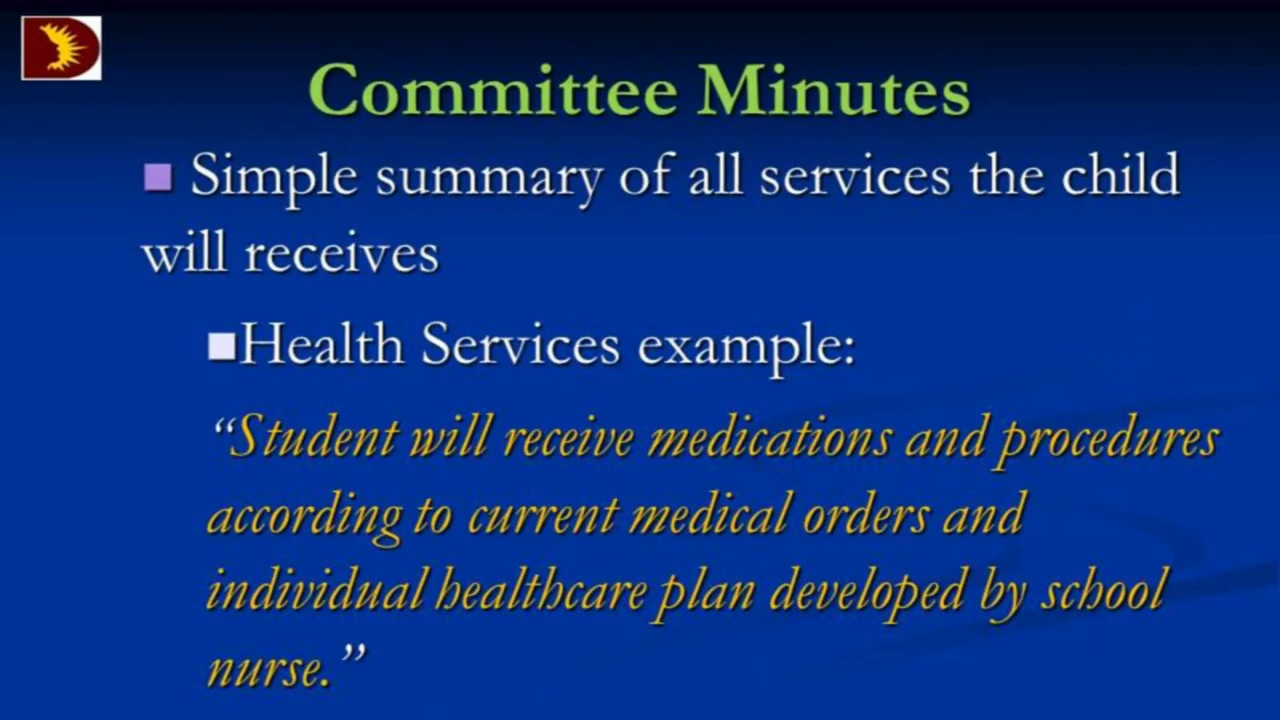 Committee Minutes
Simple summary of all services the child
will receives
Health Services example:
“Student will receive medications and procedures
according to current medical orders and
individual healthcare plan developed by school
nurse.”